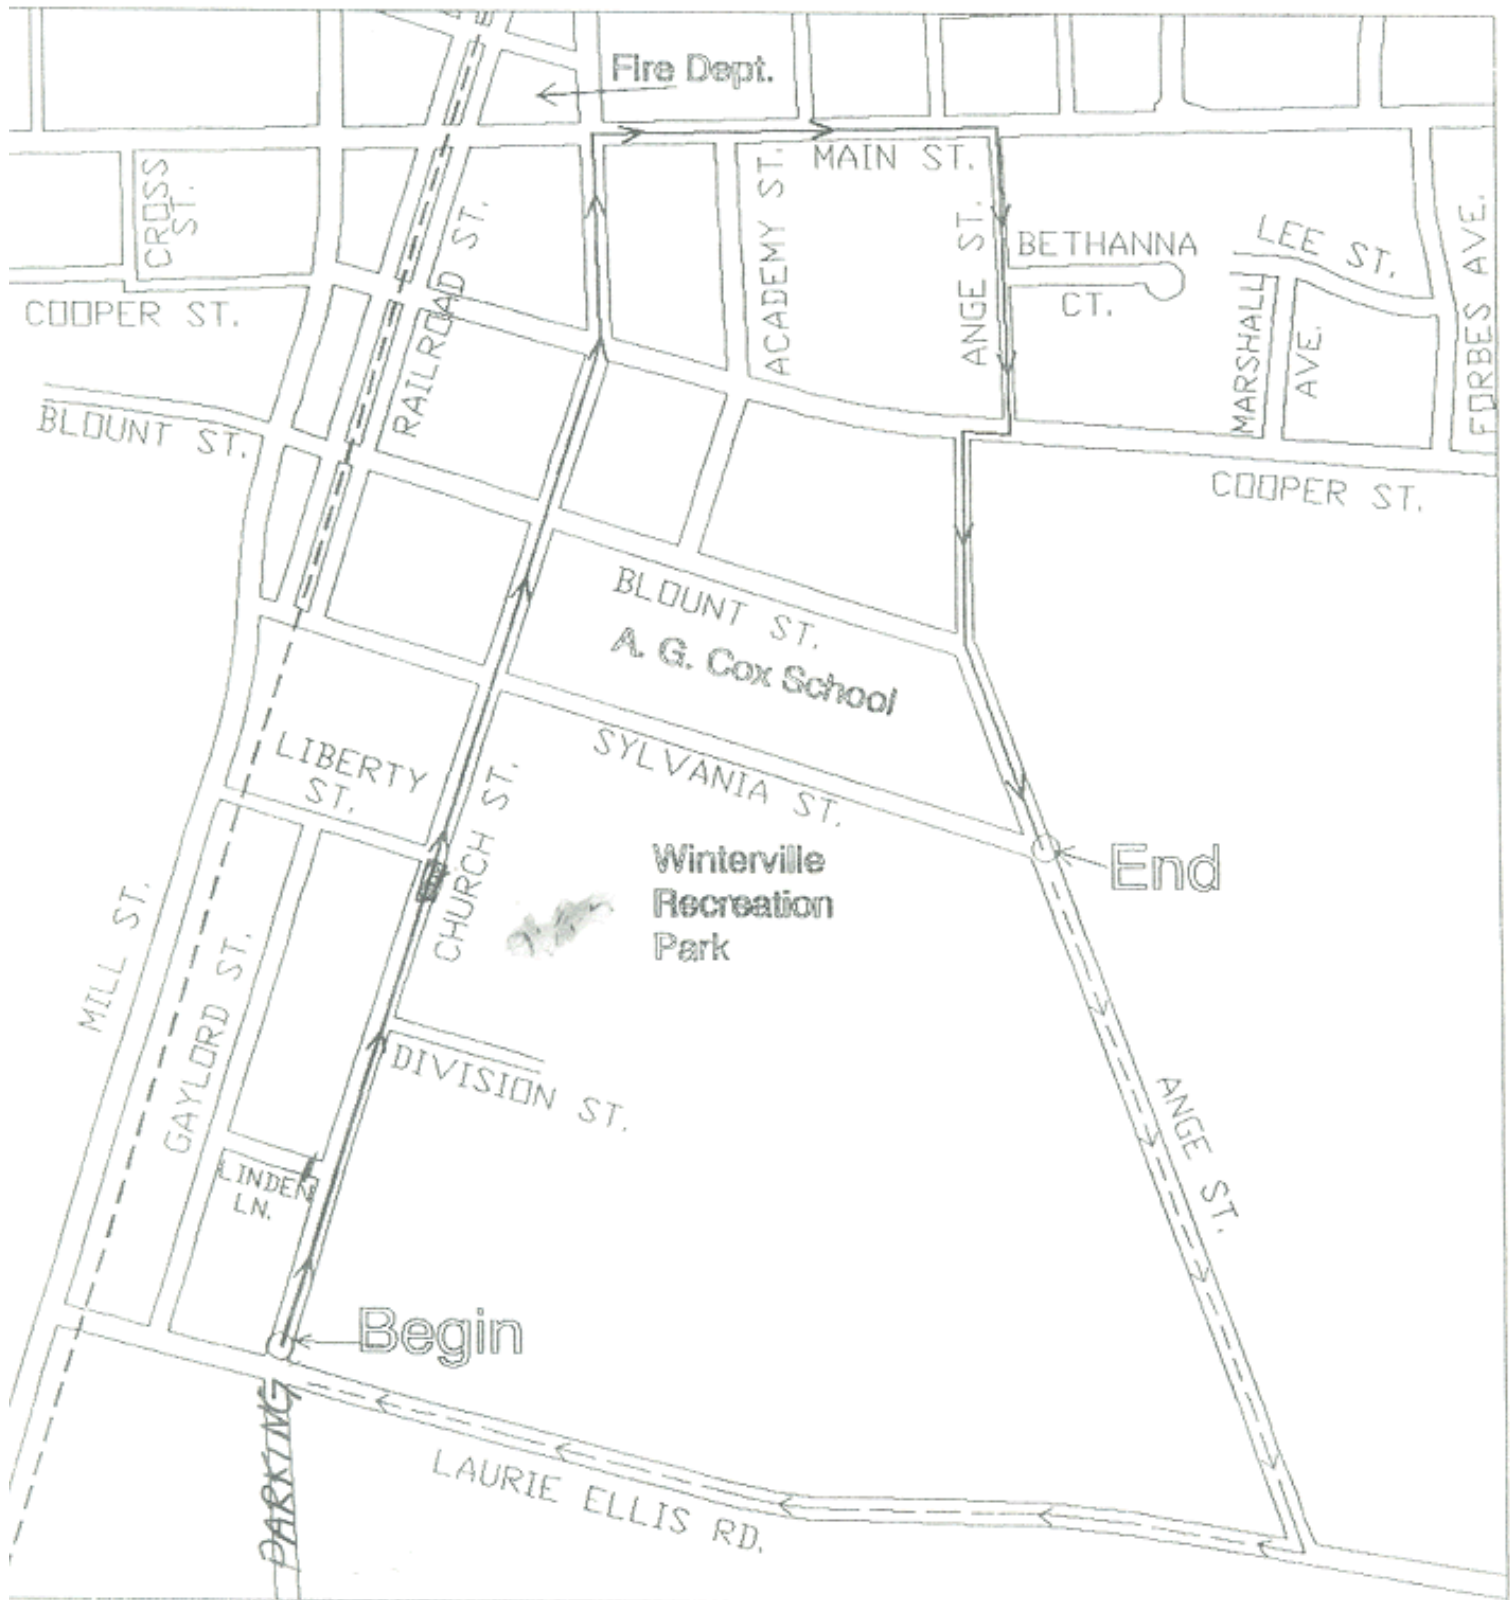 Fire Dept.
MAIN ST.
CROSS
ST.
RAILROAD ST.
ACADEMY ST.
ANGE ST.
BETHANNA
CT.
LEE ST.
MARSHALL
AVE.
FORBES AVE.
COOPER ST.
BLOUNT ST.
COOPER ST.
BLOUNT ST.
A. G. Cox School
SYLVANIA ST.
LIBERTY
ST.
CHURCH ST.
Winterville
Recreation
Park
End
MILL ST.
GAYLORD ST.
DIVISION ST.
ANGE ST.
LINDEN
LN.
Begin
PARKING
LAURIE ELLIS RD.